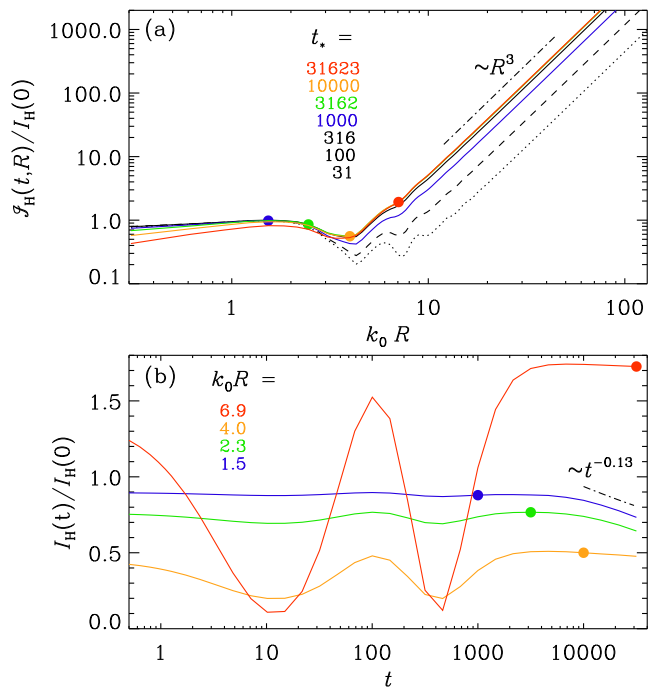 (a)
t* =
31623
10000
3162
1000
316
100
31
~R³
1000.0
100.0
10.0
1.0
0.1
𝓘H(t,R)/IH(0)
1 10 100
k₀ R
(b)
k₀R =
6.9
4.0
2.3
1.5
~t⁻⁰·¹³
1.5
1.0
0.5
0.0
IH(t)/IH(0)
1 10 100 1000 10000
t